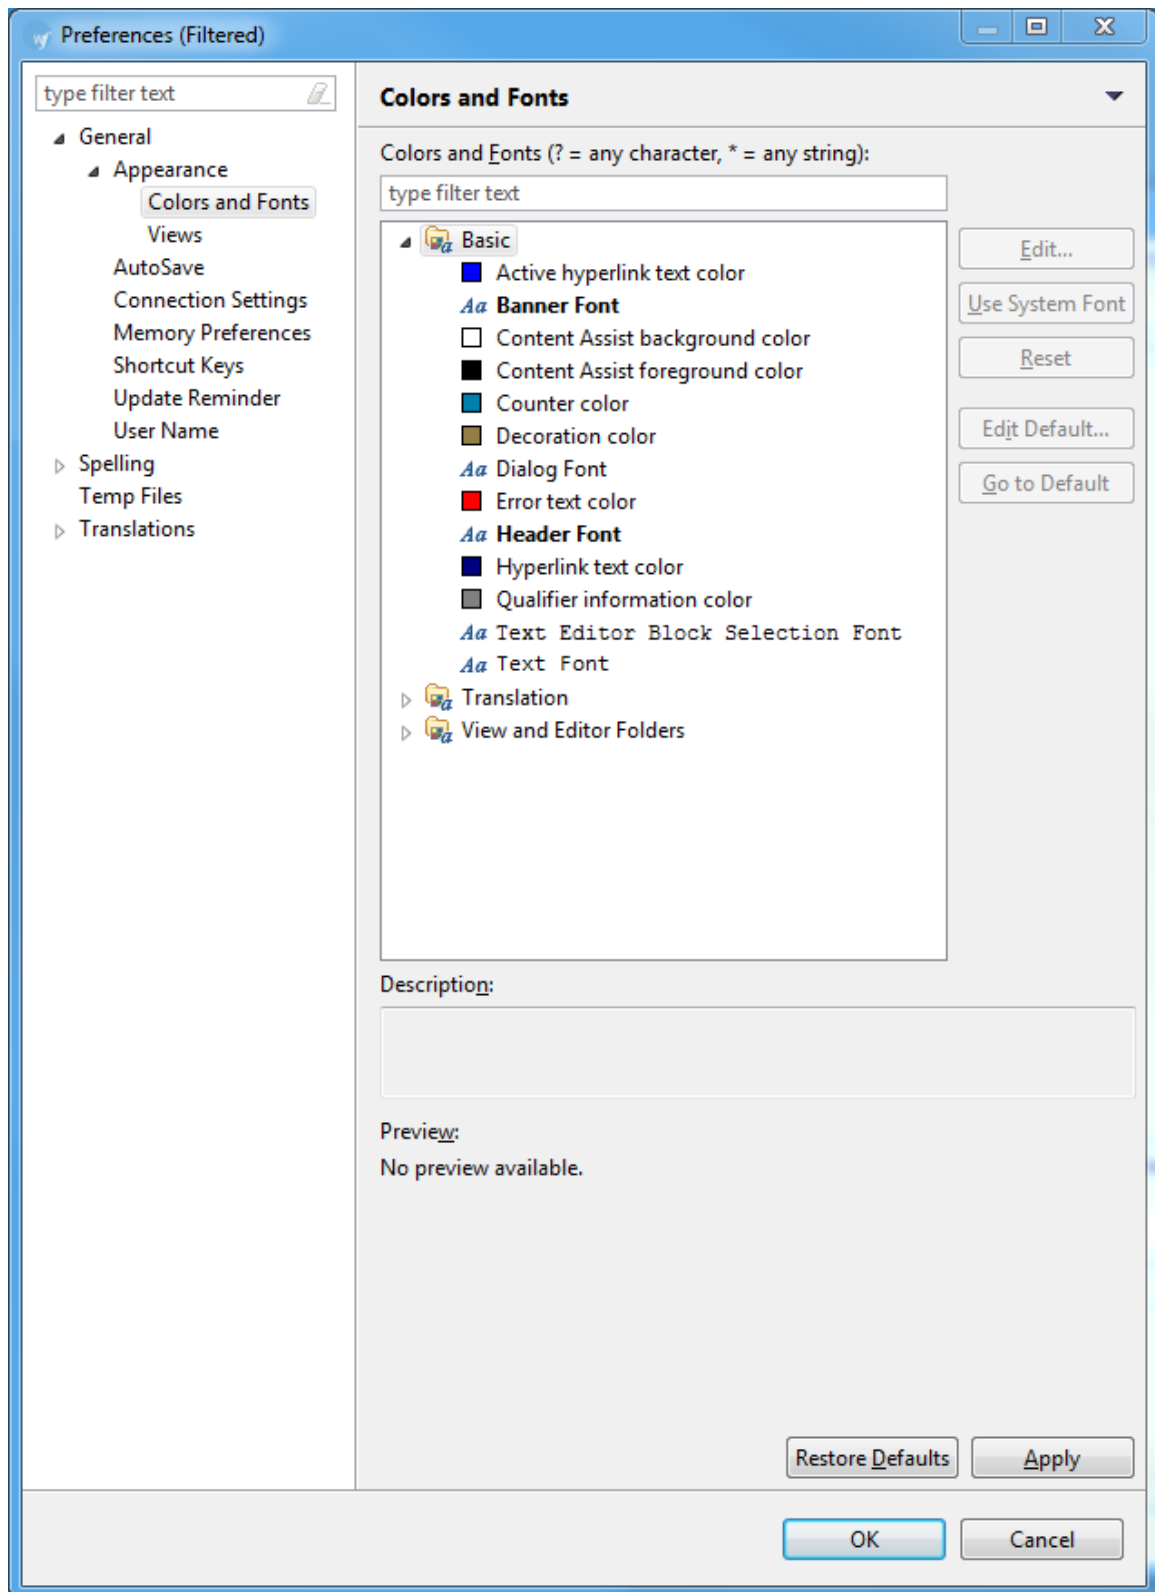 Preferences (Filtered)
type filter text
General
Appearance
Colors and Fonts
Views
AutoSave
Connection Settings
Memory Preferences
Shortcut Keys
Update Reminder
User Name
Spelling
Temp Files
Translations
Colors and Fonts
Colors and Fonts (? = any character, * = any string):
type filter text
Basic
Active hyperlink text color
Aa Banner Font
Content Assist background color
Content Assist foreground color
Counter color
Decoration color
Aa Dialog Font
Error text color
Aa Header Font
Hyperlink text color
Qualifier information color
Aa Text Editor Block Selection Font
Aa Text Font
Translation
View and Editor Folders
Edit...
Use System Font
Reset
Edit Default...
Go to Default
Description:
Preview:
No preview available.
Restore Defaults
Apply
OK
Cancel